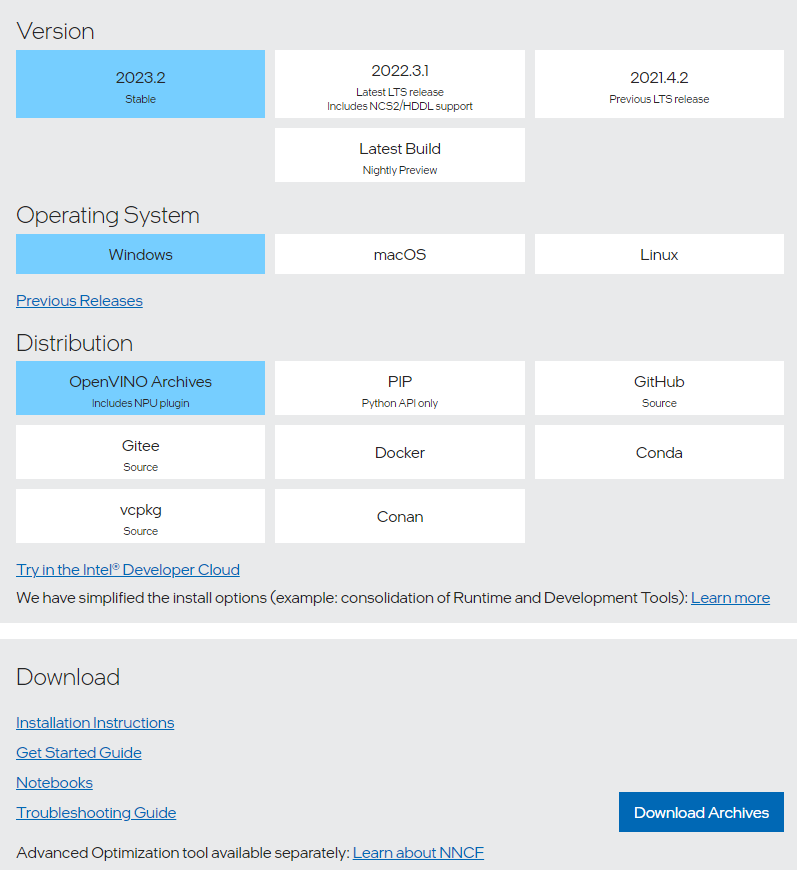 Version
2023.2
Stable
2022.3.1
Latest LTS release
Includes NCS2/HDDL support
2021.4.2
Previous LTS release
Latest Build
Nightly Preview
Operating System
Windows
macOS
Linux
Previous Releases
Distribution
OpenVINO Archives
Includes NPU plugin
PIP
Python API only
GitHub
Source
Gitee
Source
Docker
Conda
vcpkg
Source
Conan
Try in the Intel® Developer Cloud
We have simplified the install options (example: consolidation of Runtime and Development Tools): Learn more
Download
Installation Instructions
Get Started Guide
Notebooks
Troubleshooting Guide
Download Archives
Advanced Optimization tool available separately: Learn about NNCF